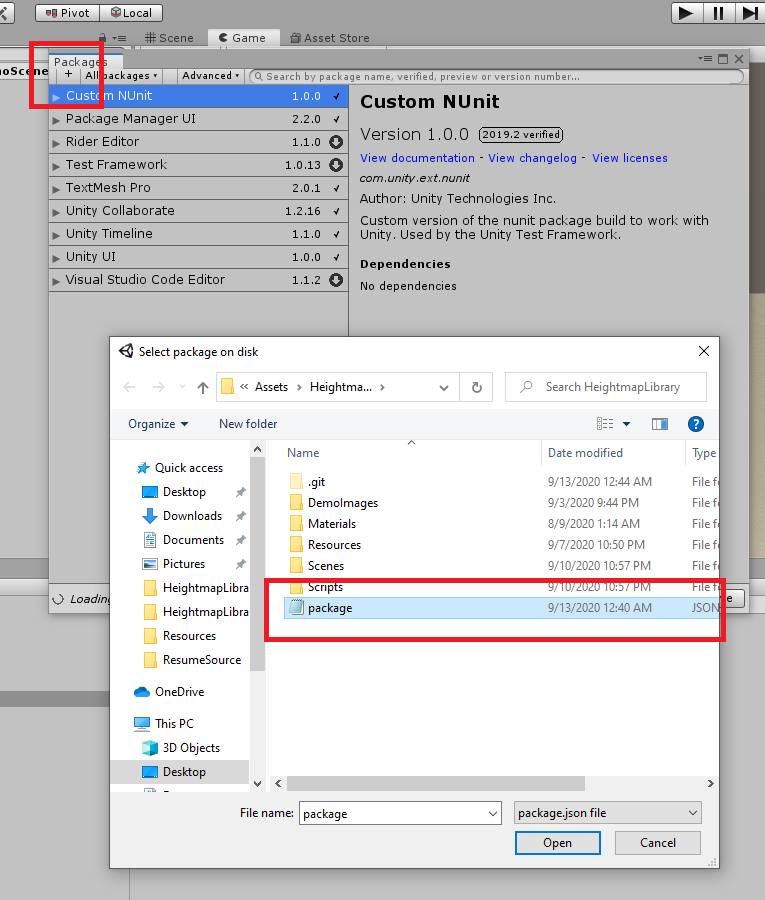 Pivot Local
Scene Game Asset Store
Packages
+ All packages Advanced Search by package name, verified, preview or version number...
Custom NUnit 1.0.0
Package Manager UI 2.2.0
Rider Editor 1.1.0
Test Framework 1.0.13
TextMesh Pro 2.0.1
Unity Collaborate 1.2.16
Unity Timeline 1.1.0
Unity UI 1.0.0
Visual Studio Code Editor 1.1.2
Custom NUnit
Version 1.0.0 2019.2 verified
View documentation - View changelog - View licenses
com.unity.ext.nunit
Author: Unity Technologies Inc.
Custom version of the nunit package build to work with
Unity. Used by the Unity Test Framework.
Dependencies
No dependencies
Select package on disk
« Assets > Heightma... > Search HeightmapLibrary
Organize New folder
Quick access
Desktop
Downloads
Documents
Pictures
HeightmapLibra
HeightmapLibra
Resources
ResumeSource
OneDrive
This PC
3D Objects
Desktop
Name Date modified Type
.git 9/13/2020 12:44 AM File f
DemoImages 9/3/2020 9:44 PM File f
Materials 8/9/2020 1:14 AM File f
Resources 9/7/2020 10:50 PM File f
Scenes 9/10/2020 10:57 PM File f
Scripts 9/10/2020 10:57 PM File f
package 9/13/2020 12:40 AM JSON
Loading
File name: package package.json file
Open Cancel